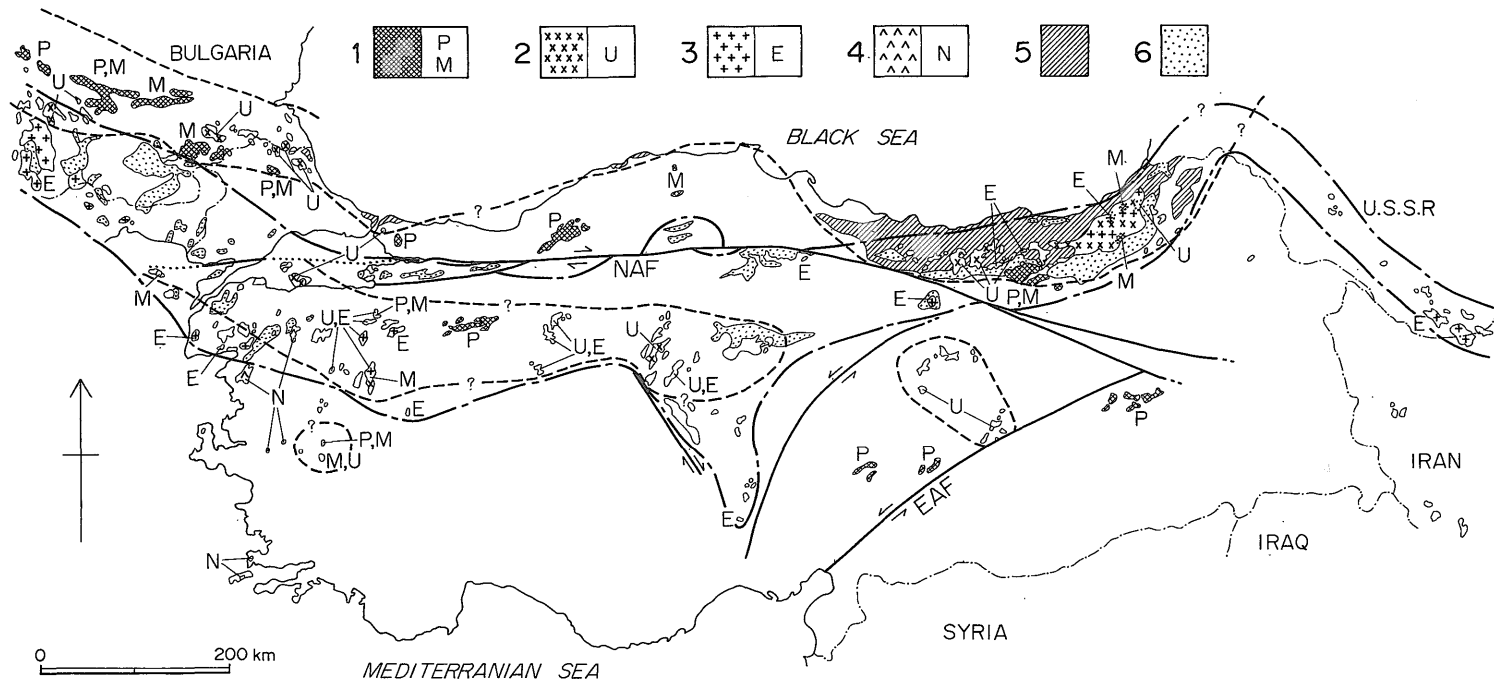 1 P M 2 U 3 E 4 N 5 6
BULGARIA
BLACK SEA
P
P,M
M
U
U
M
E
P,M
U
?
M
P
P
U
NAF
E
E
E
M
E
U
M
U P,M
E
?
?
U.S.S.R
E
M
E
E
N
U,E
P,M
E
M
?
P
?
U,E
U
U,E
?
E
?
P,M
M,U
N
E
U
P
P
P
EAF
IRAN
IRAQ
SYRIA
0 200 km
MEDITERRANIAN SEA